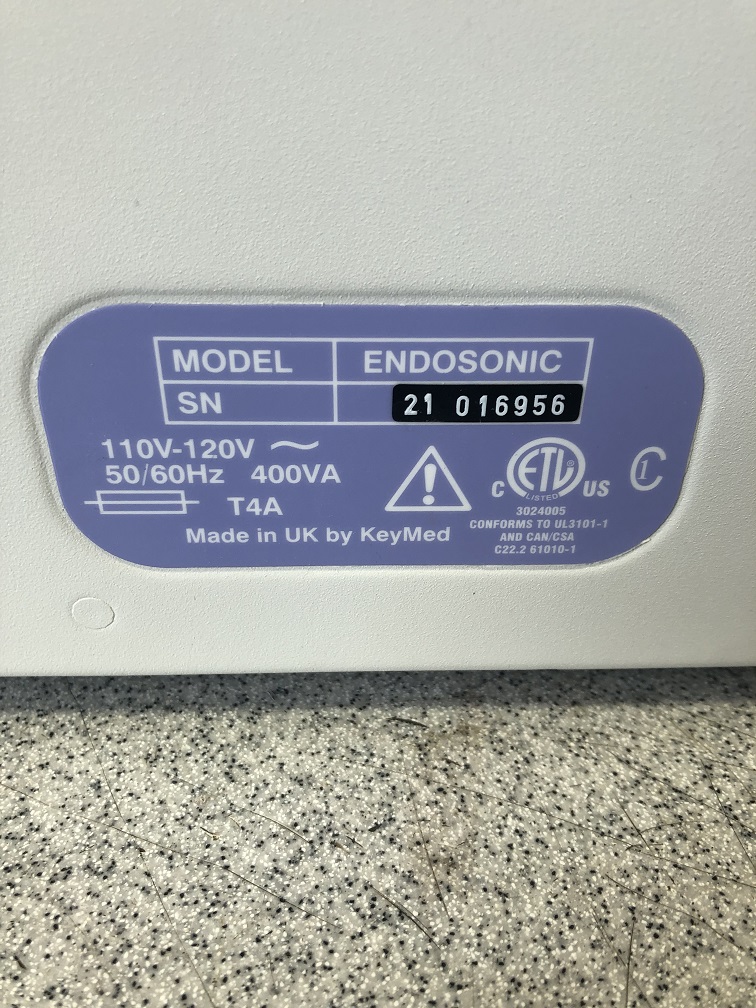 MODEL ENDOSONIC
SN 21 016956
110V-120V ~
50/60Hz 400VA
T4A
Made in UK by KeyMed
C ETL® US
LISTED
3024005
CONFORMS TO UL3101-1
AND CAN/CSA
C22.2 61010-1
C1